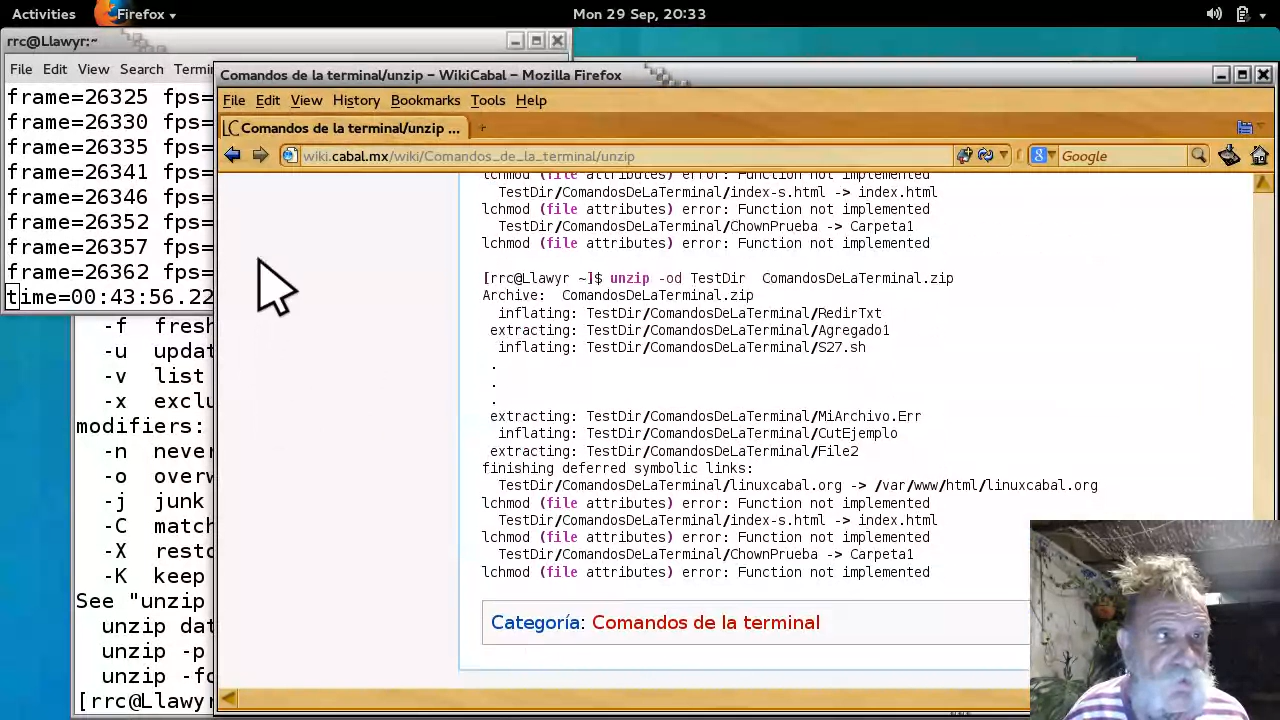 Activities Firefox Mon 29 Sep, 20:33
rrc@Llawyr:~
File Edit View Search Termi
frame=26325 fps=
frame=26330 fps=
frame=26335 fps=
frame=26341 fps=
frame=26346 fps=
frame=26352 fps=
frame=26357 fps=
frame=26362 fps=
time=00:43:56.22
-f fresh
-u updat
-v list
-x exclu
modifiers:
-n never
-o overw
-j junk
-C match
-X resto
-K keep
See "unzip
unzip dat
unzip -p
unzip -fo
[rrc@Llawyr
Comandos de la terminal/unzip – WikiCabal – Mozilla Firefox
File Edit View History Bookmarks Tools Help
LC Comandos de la terminal/unzip ... +
wiki.cabal.mx/wiki/Comandos_de_la_terminal/unzip Google
lchmod (file attributes) error: Function not implemented
TestDir/ComandosDeLaTerminal/index-s.html -> index.html
lchmod (file attributes) error: Function not implemented
TestDir/ComandosDeLaTerminal/ChownPrueba -> Carpeta1
lchmod (file attributes) error: Function not implemented
[rrc@Llawyr ~]$ unzip -od TestDir  ComandosDeLaTerminal.zip
Archive:  ComandosDeLaTerminal.zip
inflating: TestDir/ComandosDeLaTerminal/RedirTxt
extracting: TestDir/ComandosDeLaTerminal/Agregado1
inflating: TestDir/ComandosDeLaTerminal/S27.sh
.
.
.
extracting: TestDir/ComandosDeLaTerminal/MiArchivo.Err
inflating: TestDir/ComandosDeLaTerminal/CutEjemplo
extracting: TestDir/ComandosDeLaTerminal/File2
finishing deferred symbolic links:
TestDir/ComandosDeLaTerminal/linuxcabal.org -> /var/www/html/linuxcabal.org
lchmod (file attributes) error: Function not implemented
TestDir/ComandosDeLaTerminal/index-s.html -> index.html
lchmod (file attributes) error: Function not implemented
TestDir/ComandosDeLaTerminal/ChownPrueba -> Carpeta1
lchmod (file attributes) error: Function not implemented
Categoría: Comandos de la terminal